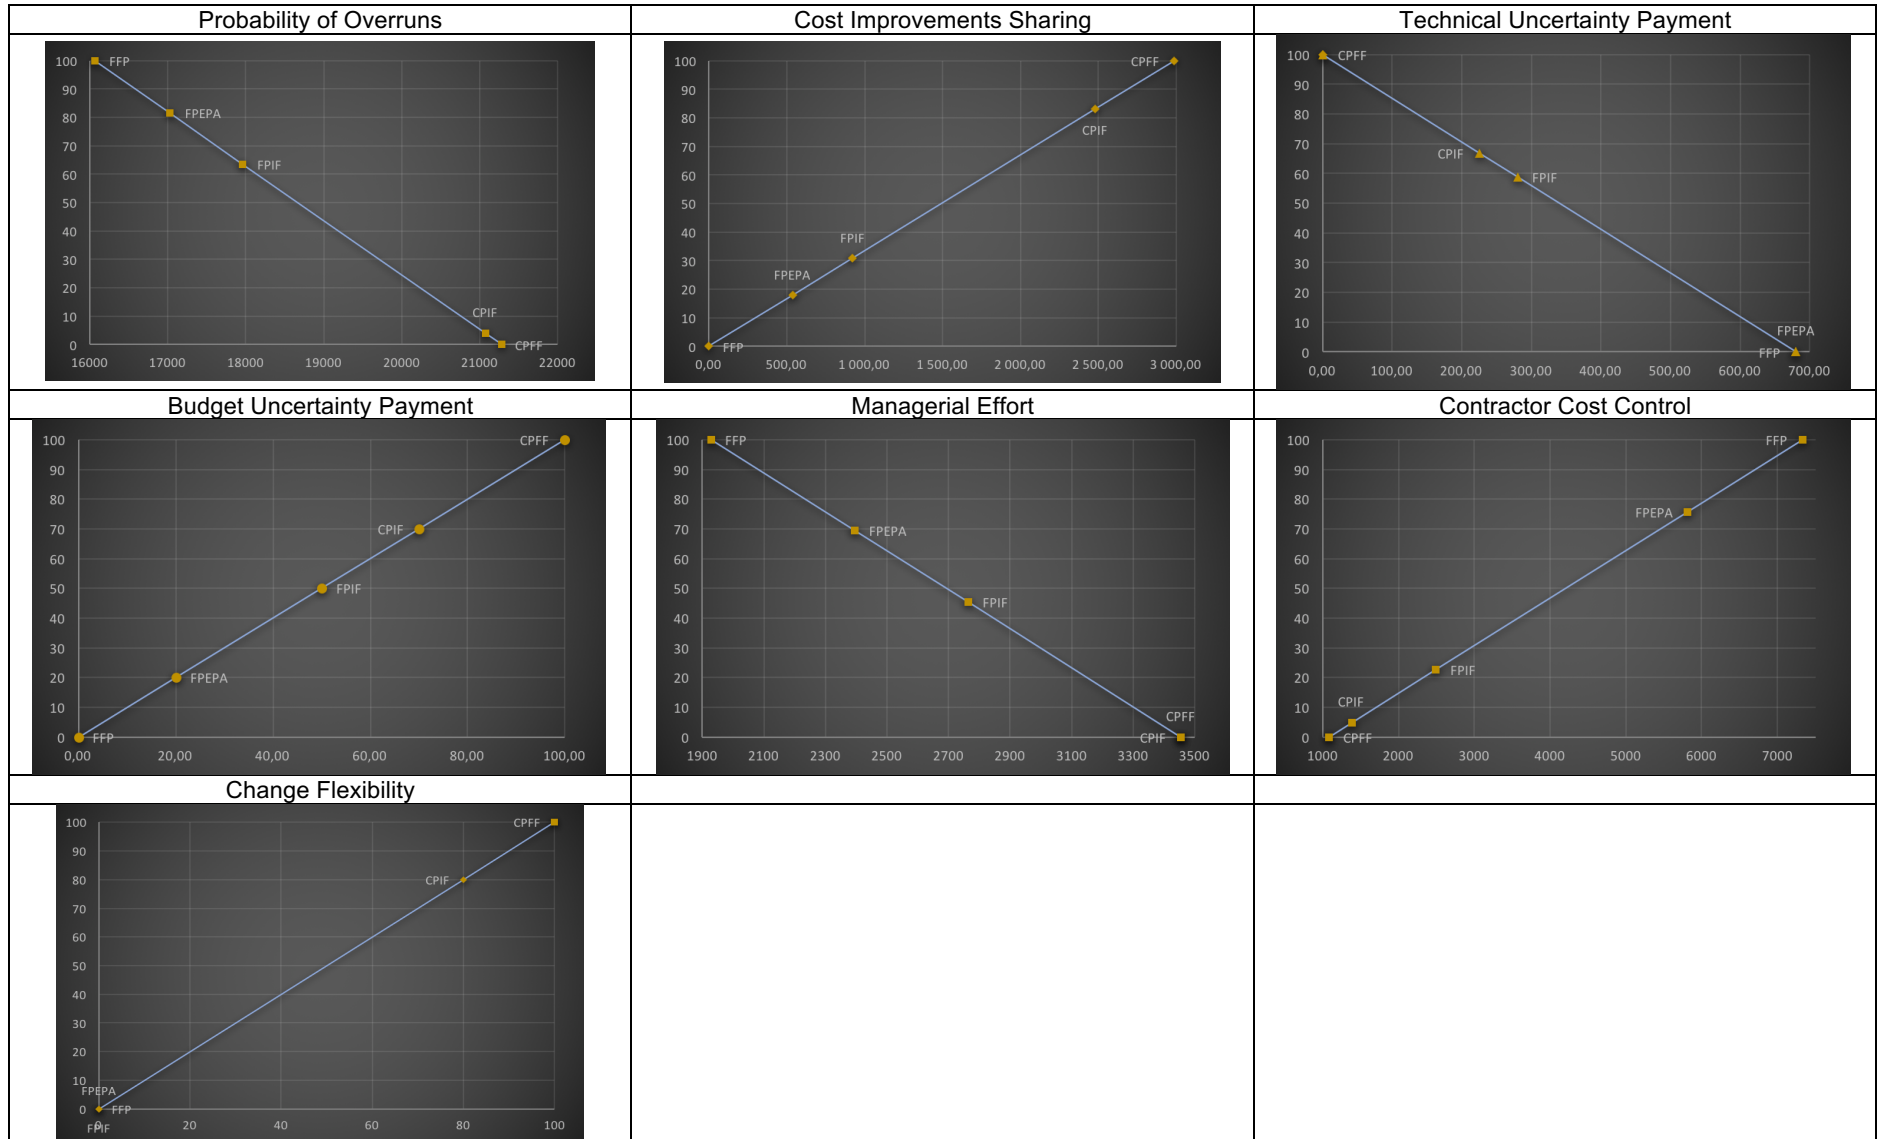 Probability of Overruns
Cost Improvements Sharing
Technical Uncertainty Payment
100
90
80
70
60
50
40
30
20
10
0
16000 17000 18000 19000 20000 21000 22000
FFP
FPEPA
FPIF
CPIF
CPFF
100
90
80
70
60
50
40
30
20
10
0
0,00 500,00 1 000,00 1 500,00 2 000,00 2 500,00 3 000,00
CPFF
CPIF
FPIF
FPEPA
FFP
100
90
80
70
60
50
40
30
20
10
0
0,00 100,00 200,00 300,00 400,00 500,00 600,00 700,00
CPFF
CPIF
FPIF
FPEPA
FFP
Budget Uncertainty Payment
Managerial Effort
Contractor Cost Control
100
90
80
70
60
50
40
30
20
10
0
0,00 20,00 40,00 60,00 80,00 100,00
CPFF
CPIF
FPIF
FPEPA
FFP
100
90
80
70
60
50
40
30
20
10
0
1900 2100 2300 2500 2700 2900 3100 3300 3500
FFP
FPEPA
FPIF
CPFF
CPIF
100
90
80
70
60
50
40
30
20
10
0
1000 2000 3000 4000 5000 6000 7000
FFP
FPEPA
FPIF
CPIF
CPFF
Change Flexibility
100
90
80
70
60
50
40
30
20
10
0
0 20 40 60 80 100
CPFF
CPIF
FPEPA
FFP
FPIF